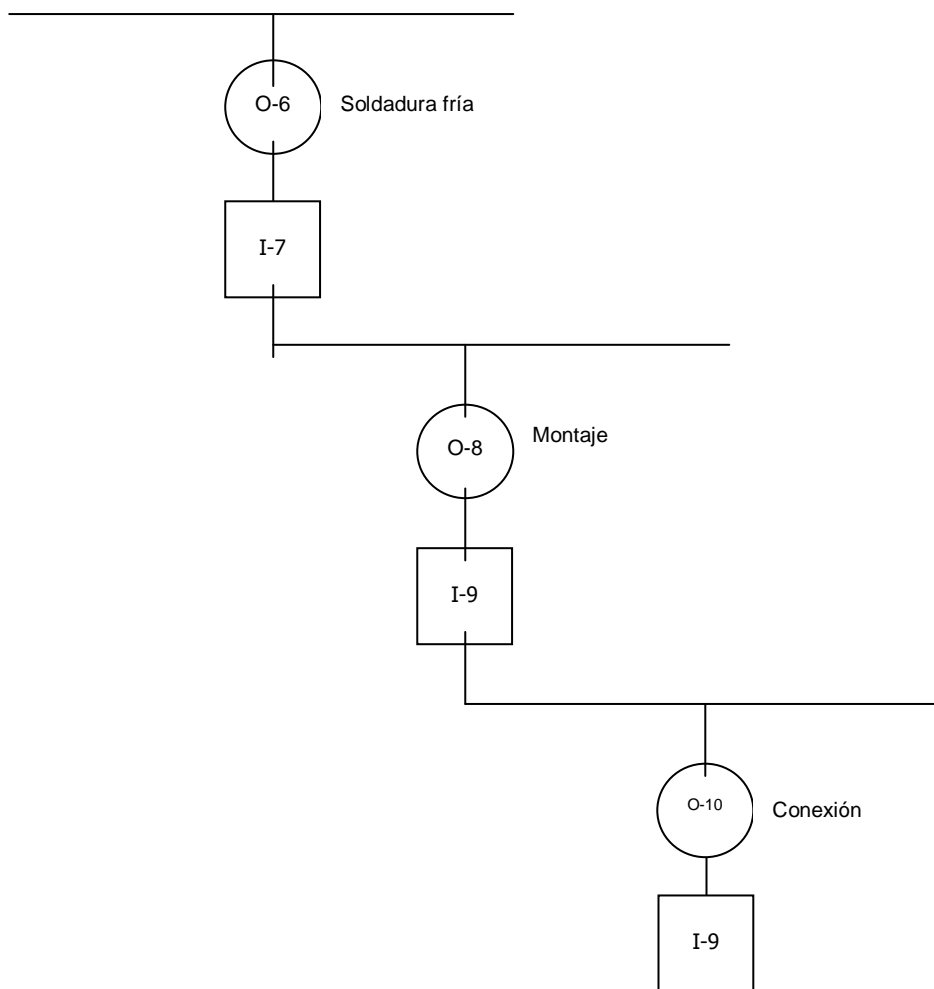 O-6
Soldadura fría
I-7
O-8
Montaje
I-9
O-10
Conexión
I-9